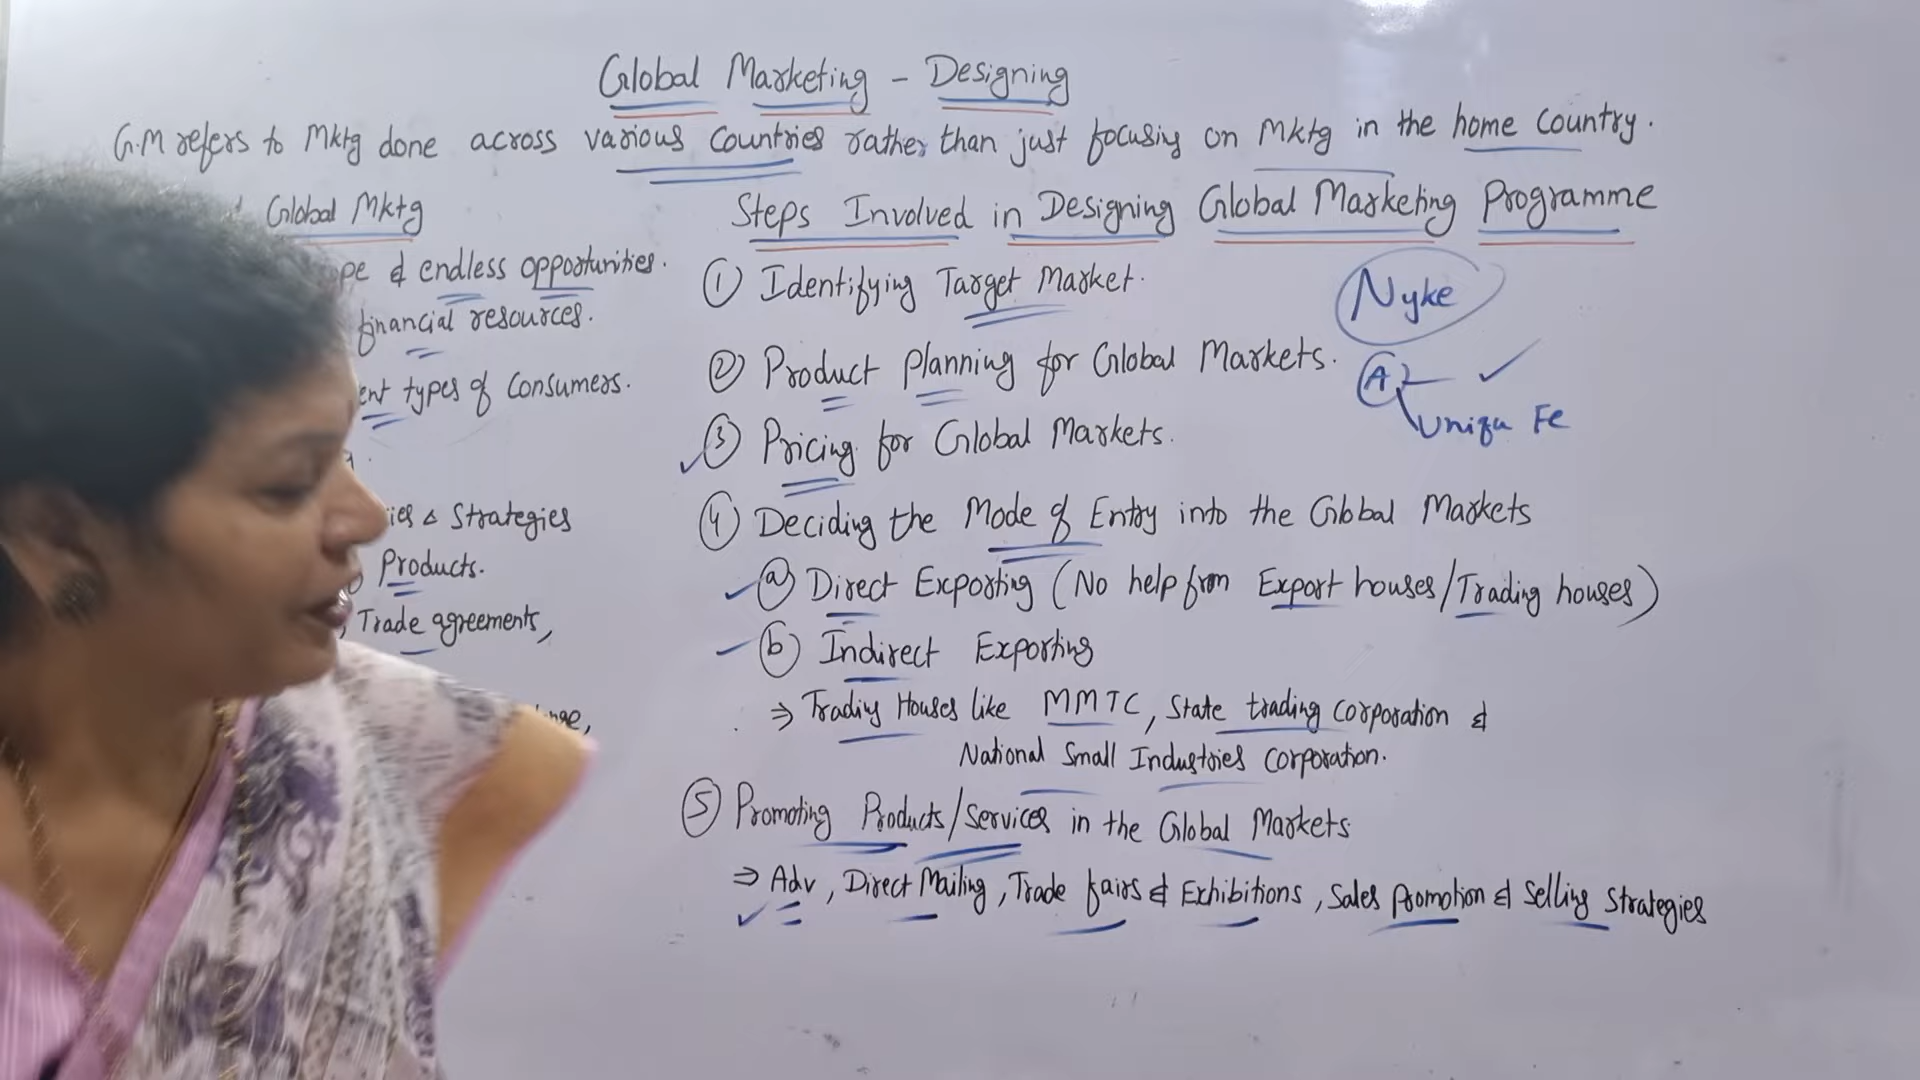 Global Marketing - Designing
G.M refers to Mktg done across various Countries rather than just focusing on Mktg in the home Country.
Global Mktg
& endless opportunities.
financial resources.
types of Consumers.
& Strategies
Products.
Trade agreements,
Steps Involved in Designing Global Marketing Programme
① Identifying Target Market.
Nyke
② Product planning for Global Markets.
A ✓
Uniqu Fe
✓ ③ Pricing for Global Markets.
④ Deciding the Mode of Entry into the Global Markets
ⓐ Direct Exporting (No help from Export houses/Trading houses)
ⓑ Indirect Exporting
⇒ Trading Houses like MMTC, State trading Corporation &
National Small Industries Corporation.
⑤ Promoting Products/Services in the Global Markets
⇒ Adv, Direct Mailing, Trade fairs & Exhibitions, Sales promotion & Selling Strategies